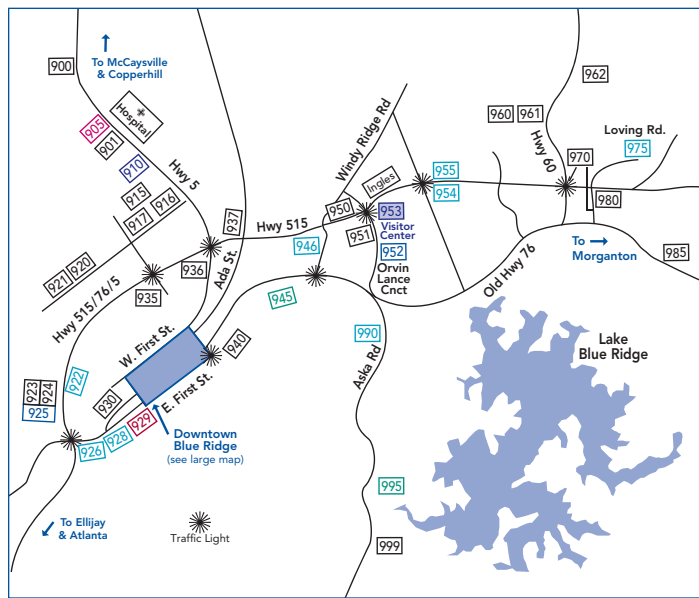 900
To McCaysville
& Copperhill
905
901
Hospital
910
Hwy 5
915
916
917
937
920
921
Hwy 515
936
Ada St.
935
Hwy 515/76/5
Windy Ridge Rd
Ingles
950
953
Visitor
Center
951
952
Orvin
Lance
Cnct
946
955
954
962
960
961
Hwy 60
Loving Rd.
970
975
980
To
Morganton
985
Old Hwy 76
945
940
W. First St.
E. First St.
930
923
924
925
922
926
928
929
Downtown
Blue Ridge
(see large map)
990
Aska Rd
995
999
Lake
Blue Ridge
To Ellijay
& Atlanta
Traffic Light